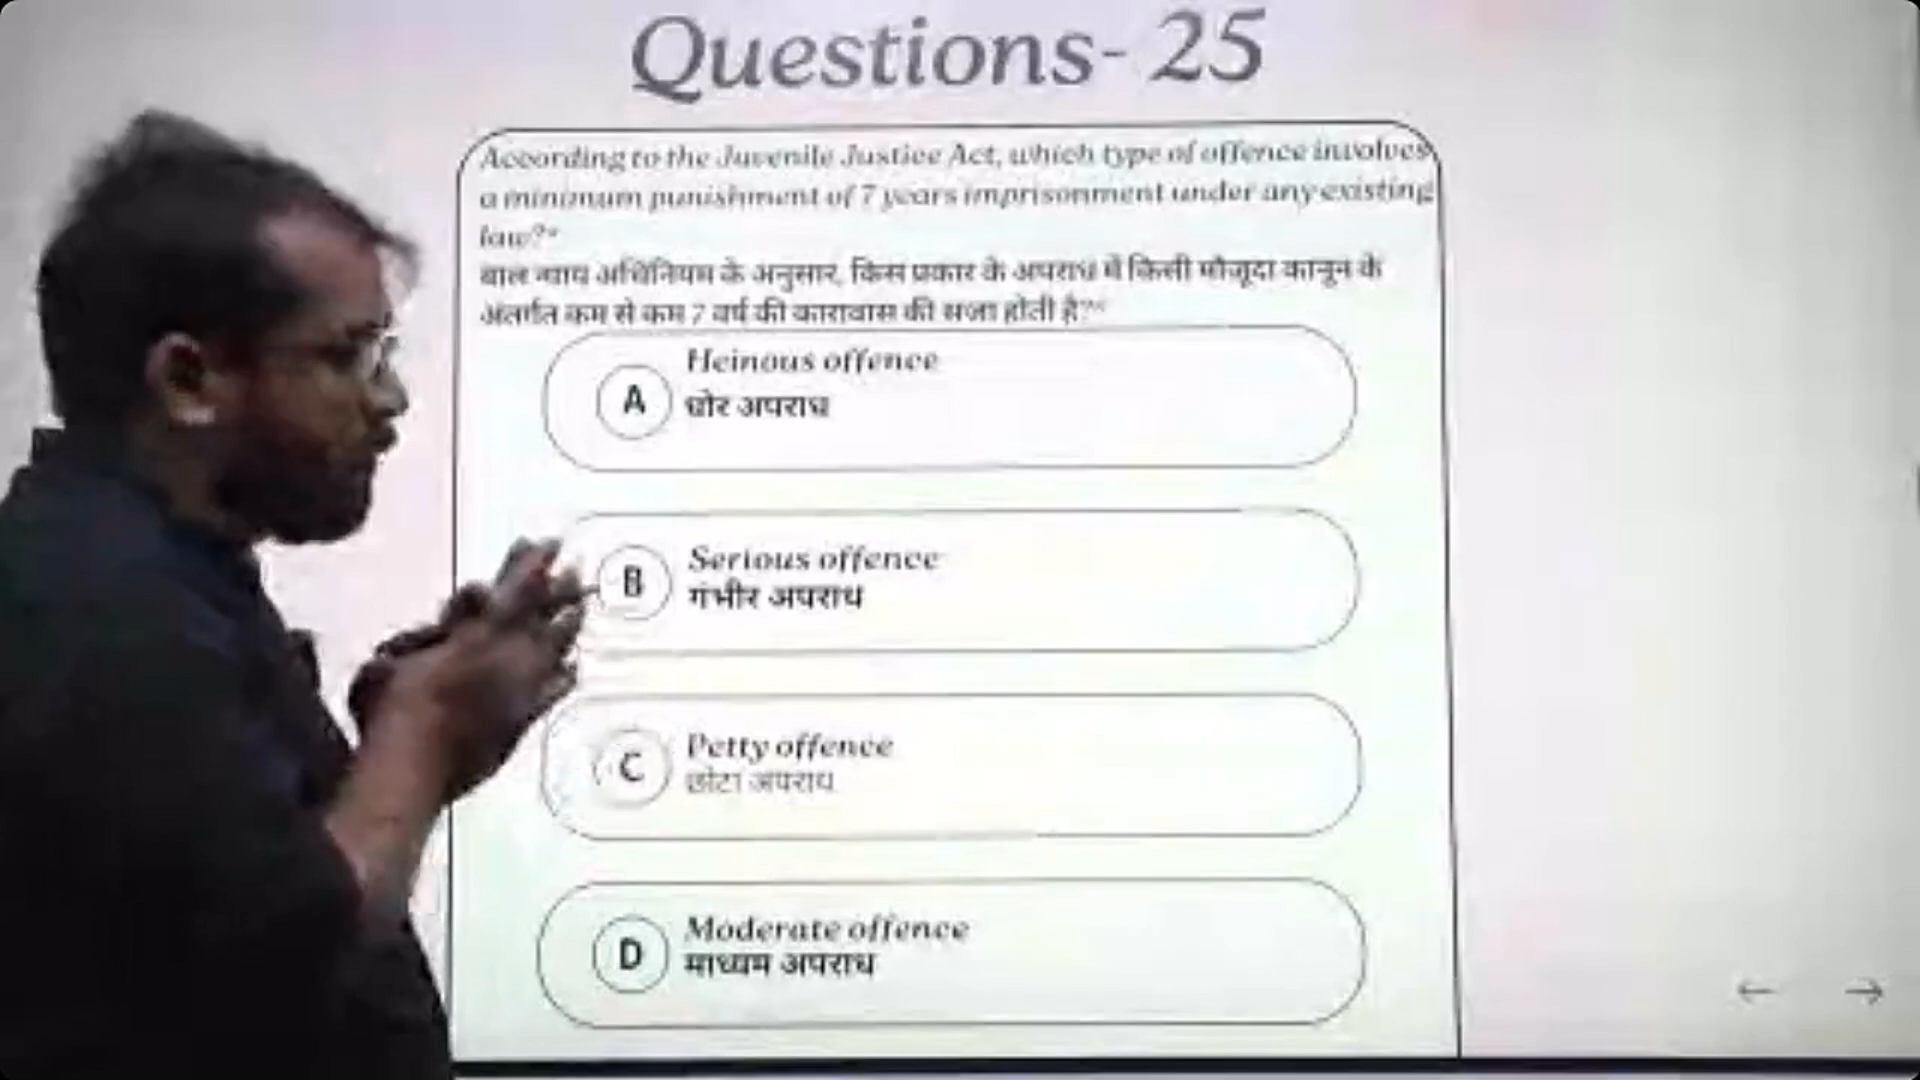 Questions- 25
According to the Juvenile Justice Act, which type of offence involves
a minimum punishment of 7 years imprisonment under any existing
law?"
बाल न्याय अधिनियम के अनुसार, किस प्रकार के अपराध में किसी मौजूदा कानून के
अंतर्गत कम से कम 7 वर्ष की कारावास की सजा होती है?"
Heinous offence
A
घोर अपराध
Serious offence
B
गंभीर अपराध
Petty offence
C
छोटा अपराध
Moderate offence
D
माध्यम अपराध
← →